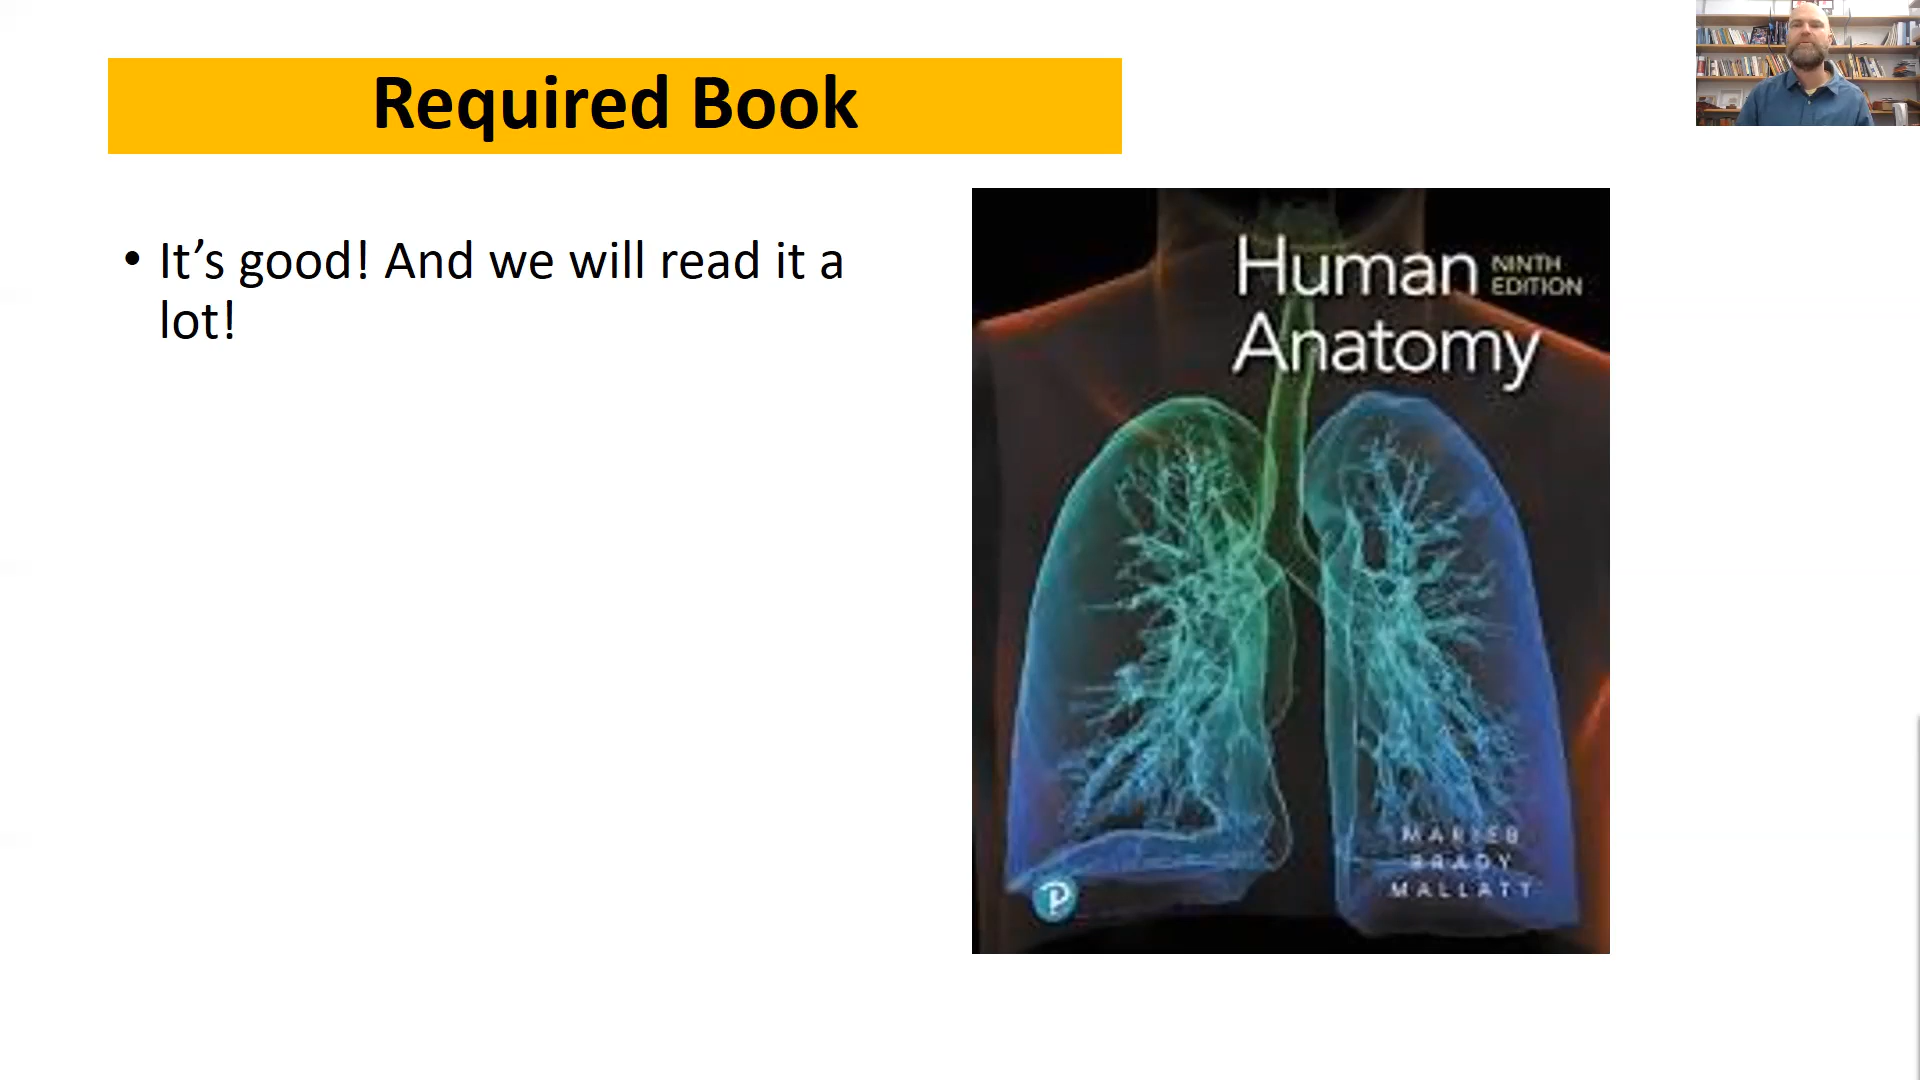 Required Book
• It’s good! And we will read it a
lot!
Human NINTH
EDITION
Anatomy
MARIEB
BRADY
MALLATT
P